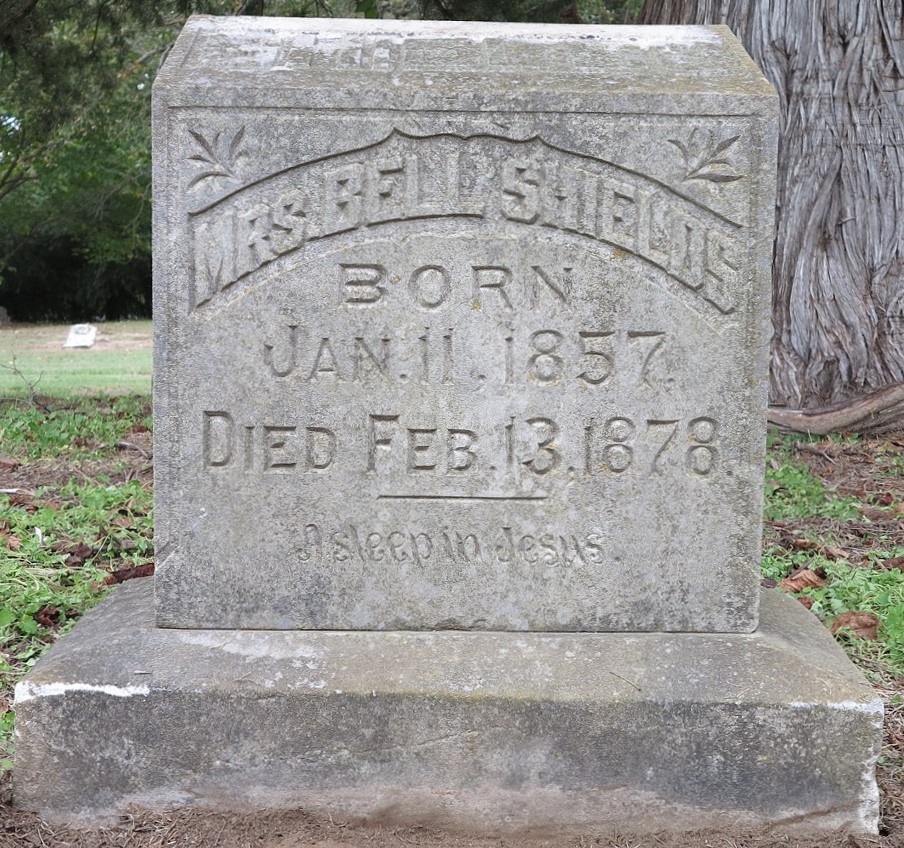 MRS. BELL SHIELDS
BORN
JAN. 11, 1857.
DIED FEB. 13, 1878.
Asleep in Jesus.